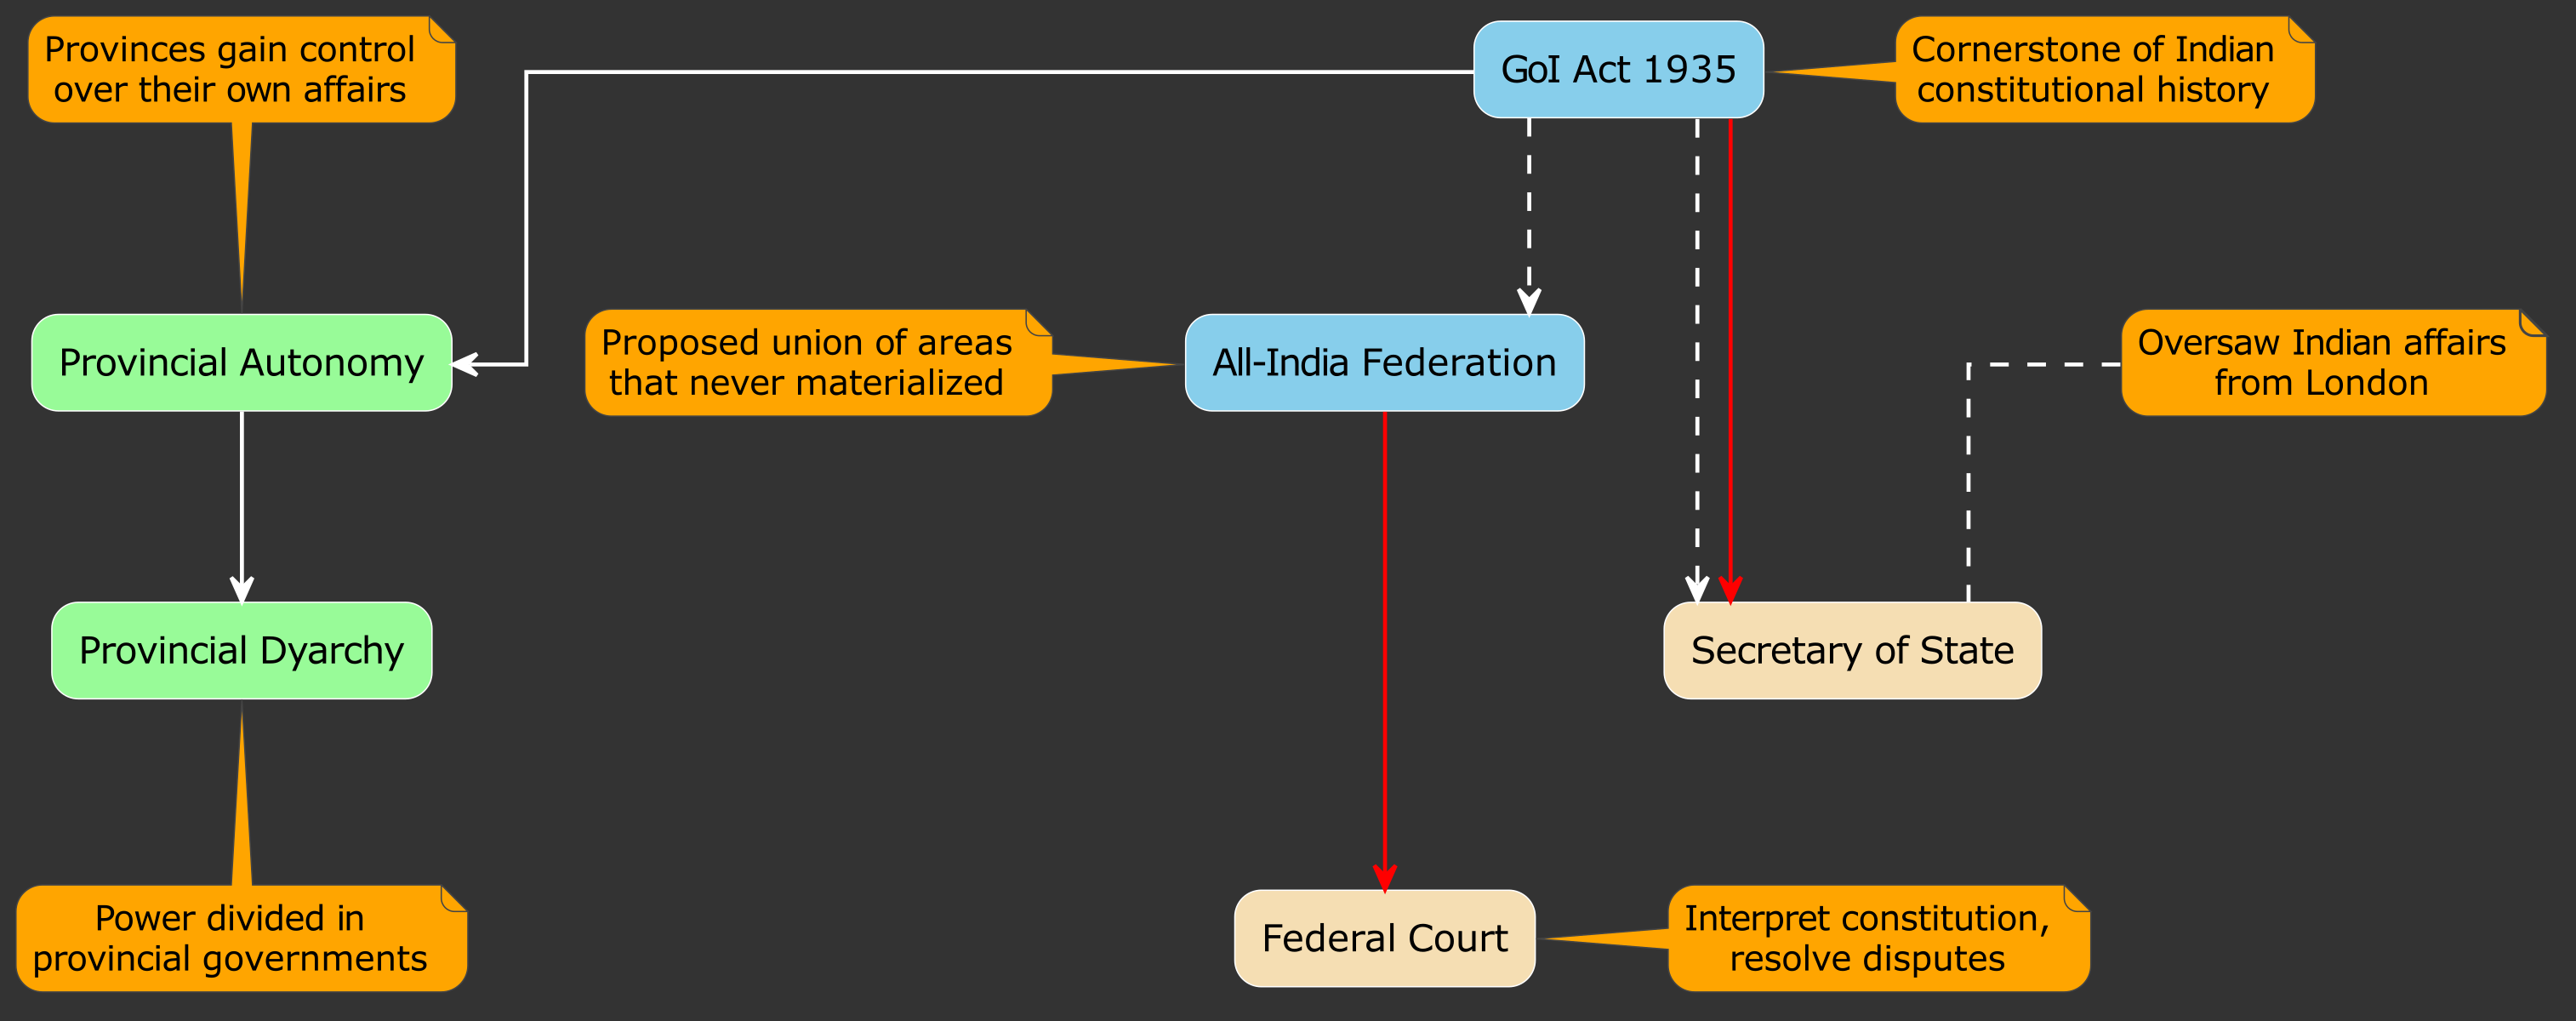 Provinces gain control
over their own affairs
GoI Act 1935
Cornerstone of Indian
constitutional history
Provincial Autonomy
Proposed union of areas
that never materialized
All-India Federation
Oversaw Indian affairs
from London
Provincial Dyarchy
Secretary of State
Power divided in
provincial governments
Federal Court
Interpret constitution,
resolve disputes